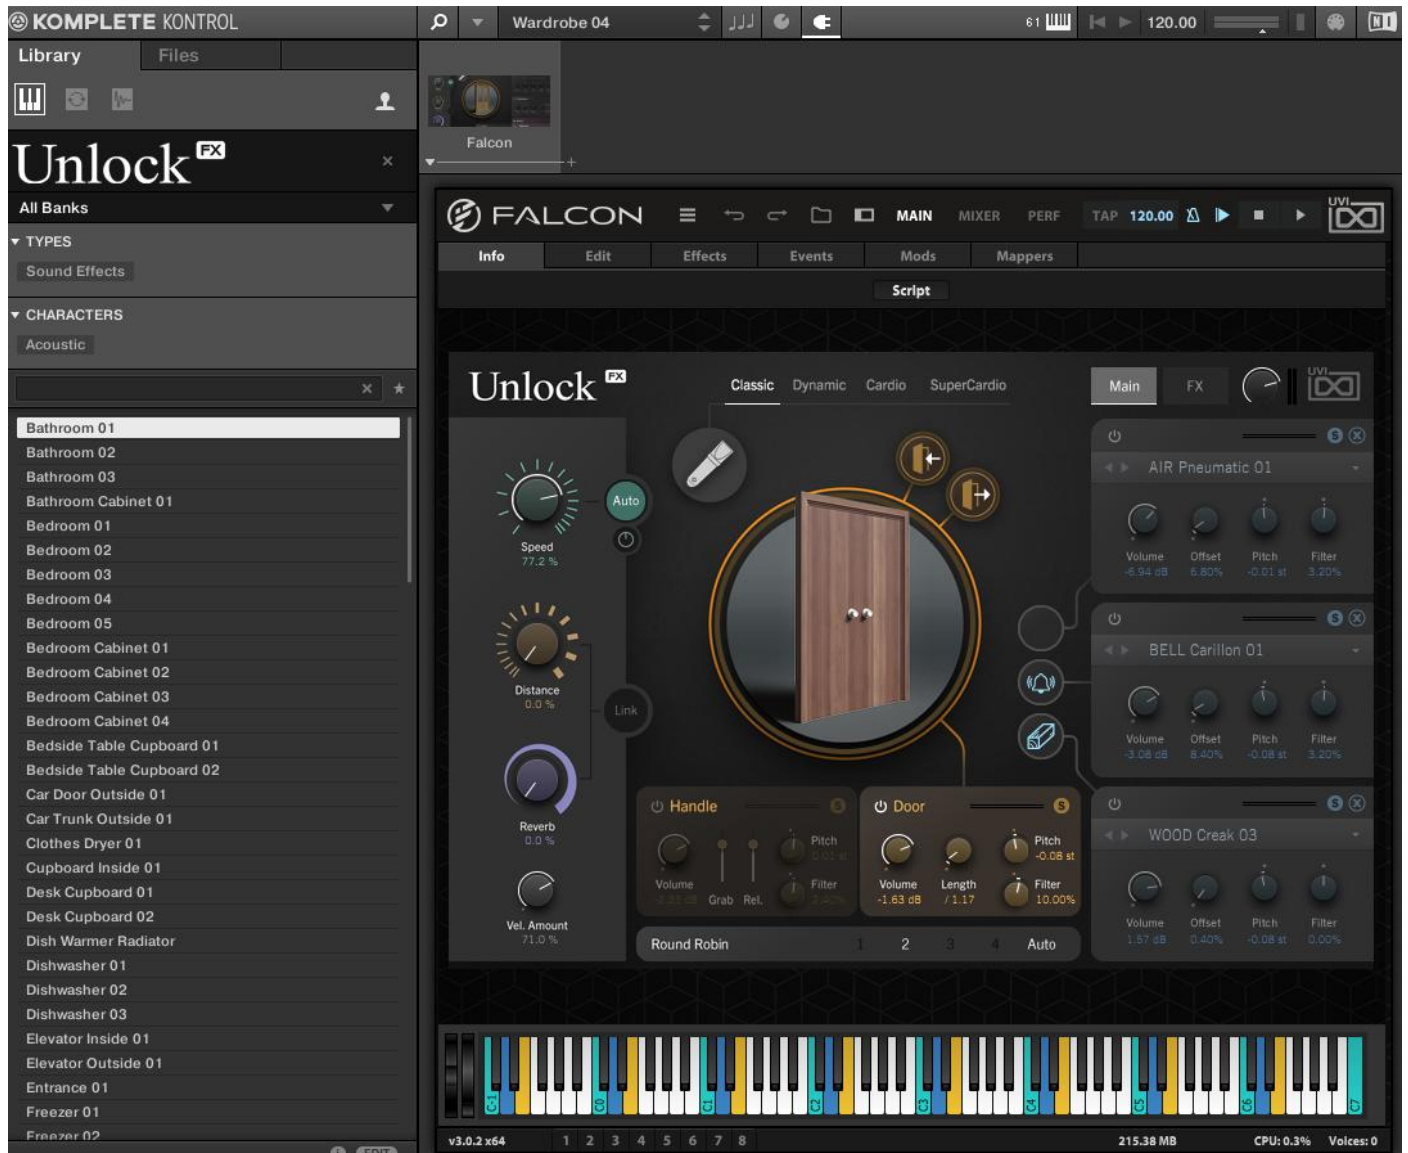 KOMPLETE KONTROL
Wardrobe 04
61
120.00
Library
Files
Unlock FX
All Banks
TYPES
Sound Effects
CHARACTERS
Acoustic
Bathroom 01
Bathroom 02
Bathroom 03
Bathroom Cabinet 01
Bedroom 01
Bedroom 02
Bedroom 03
Bedroom 04
Bedroom 05
Bedroom Cabinet 01
Bedroom Cabinet 02
Bedroom Cabinet 03
Bedroom Cabinet 04
Bedside Table Cupboard 01
Bedside Table Cupboard 02
Car Door Outside 01
Car Trunk Outside 01
Clothes Dryer 01
Cupboard Inside 01
Desk Cupboard 01
Desk Cupboard 02
Dish Warmer Radiator
Dishwasher 01
Dishwasher 02
Dishwasher 03
Elevator Inside 01
Elevator Outside 01
Entrance 01
Freezer 01
Freezer 02
EDIT
Falcon
FALCON
MAIN
MIXER
PERF
TAP 120.00
UVI
Info
Edit
Effects
Events
Mods
Mappers
Script
Unlock FX
Classic
Dynamic
Cardio
SuperCardio
Main
FX
UVI
Speed
77.2 %
Auto
Distance
0.0 %
Link
Reverb
0.0 %
Vel. Amount
71.0 %
Handle
S
Volume
Grab
Rel.
Pitch
0.01 st
Filter
Door
S
Volume
-1.63 dB
Length
/ 1.17
Pitch
-0.08 st
Filter
10.00%
Round Robin
1
2
3
4
Auto
S X
AIR Pneumatic 01
Volume
Offset
Pitch
Filter
-6.94 dB
6.80%
-0.01 st
3.20%
S X
BELL Carillon 01
Volume
Offset
Pitch
Filter
-3.08 dB
8.40%
-0.08 st
3.20%
S X
WOOD Creak 03
Volume
Offset
Pitch
Filter
1.57 dB
0.40%
-0.08 st
0.00%
C-1
C0
C1
C2
C3
C4
C5
C6
C7
v3.0.2 x64
1 2 3 4 5 6 7 8
215.38 MB
CPU: 0.3%
Voices: 0